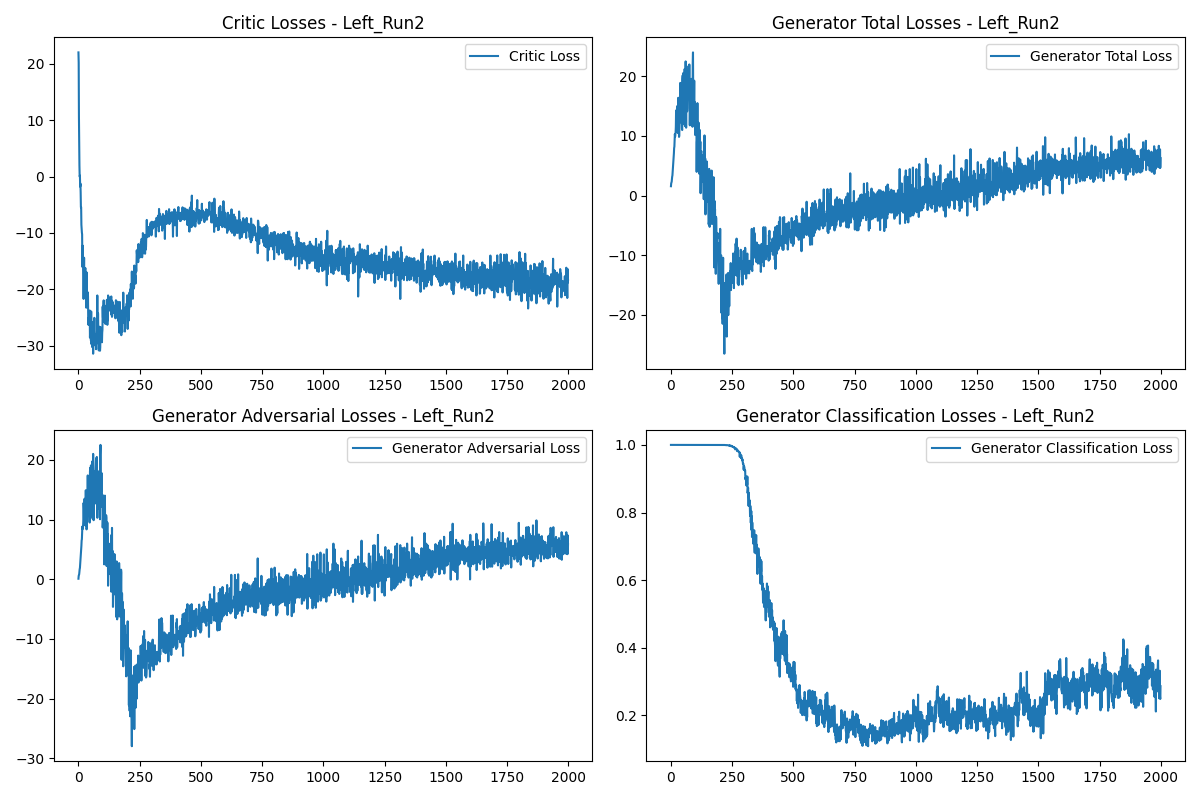 Critic Losses - Left_Run2
Critic Loss
20
10
0
−10
−20
−30
0 250 500 750 1000 1250 1500 1750 2000
Generator Total Losses - Left_Run2
Generator Total Loss
20
10
0
−10
−20
0 250 500 750 1000 1250 1500 1750 2000
Generator Adversarial Losses - Left_Run2
Generator Adversarial Loss
20
10
0
−10
−20
−30
0 250 500 750 1000 1250 1500 1750 2000
Generator Classification Losses - Left_Run2
Generator Classification Loss
1.0
0.8
0.6
0.4
0.2
0 250 500 750 1000 1250 1500 1750 2000